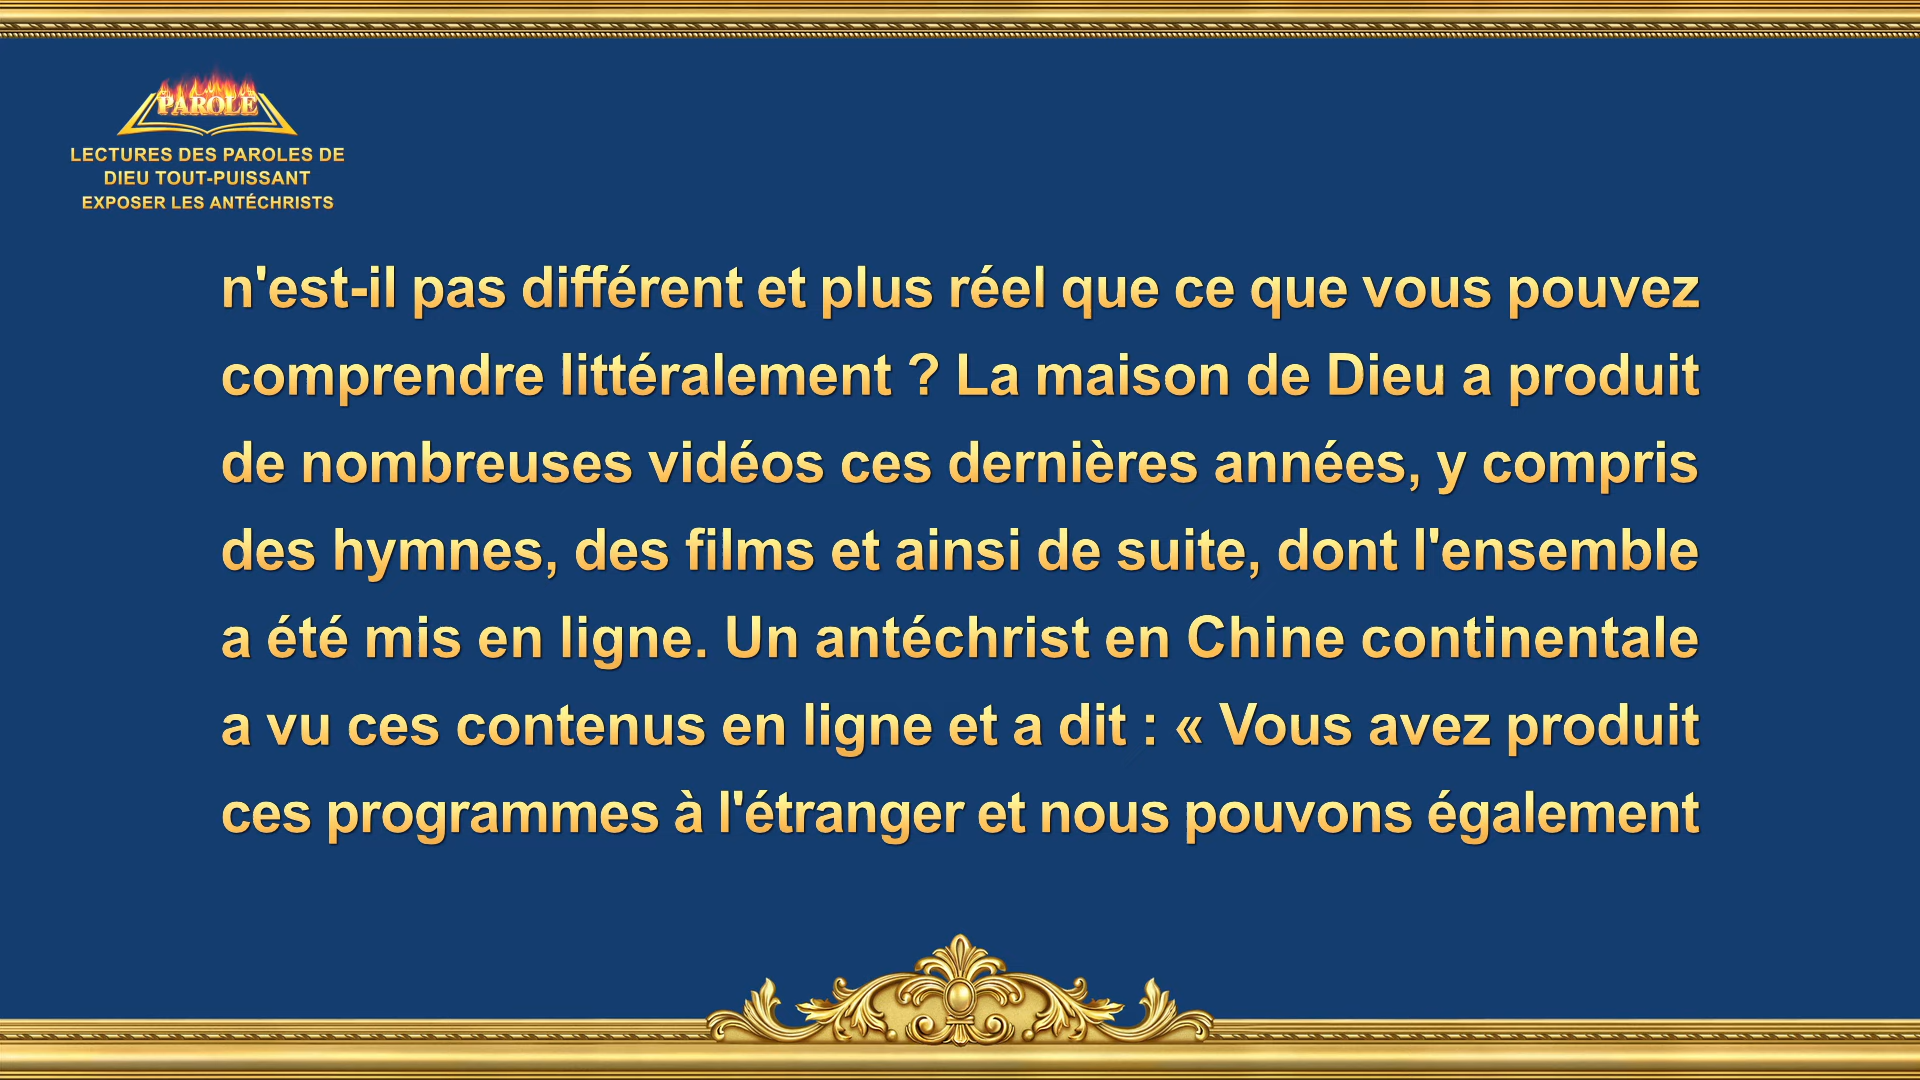 PAROLE
LECTURES DES PAROLES DE
DIEU TOUT-PUISSANT
EXPOSER LES ANTÉCHRISTS
n'est-il pas différent et plus réel que ce que vous pouvez
comprendre littéralement ? La maison de Dieu a produit
de nombreuses vidéos ces dernières années, y compris
des hymnes, des films et ainsi de suite, dont l'ensemble
a été mis en ligne. Un antéchrist en Chine continentale
a vu ces contenus en ligne et a dit : « Vous avez produit
ces programmes à l'étranger et nous pouvons également